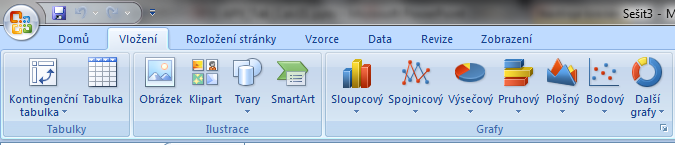 Sešit3 - M
Domů Vložení Rozložení stránky Vzorce Data Revize Zobrazení
Kontingenční tabulka Tabulka Obrázek Klipart Tvary SmartArt Sloupcový Spojnicový Výsečový Pruhový Plošný Bodový Další grafy
Tabulky Ilustrace Grafy